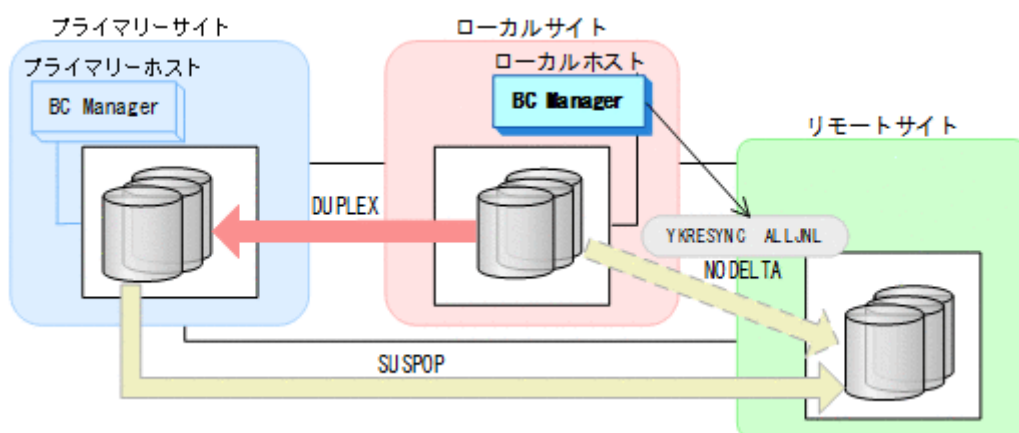 プライマリーサイト
プライマリーホスト
BC Manager
ローカルサイト
ローカルホスト
BC Manager
リモートサイト
DUPLEX
YKRESYNC ALLJNL
NODELTA
SUSPOP